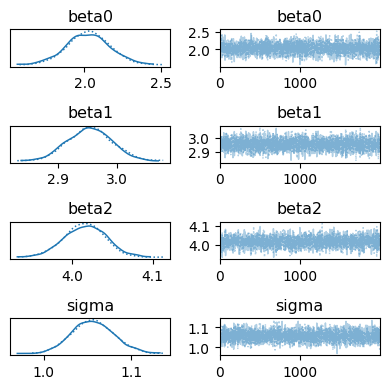 beta0 beta0
2.5
2.0
2.0 2.5 0 1000
beta1 beta1
3.0
2.9
2.9 3.0 0 1000
beta2 beta2
4.1
4.0
4.0 4.1 0 1000
sigma sigma
1.1
1.0
1.0 1.1 0 1000